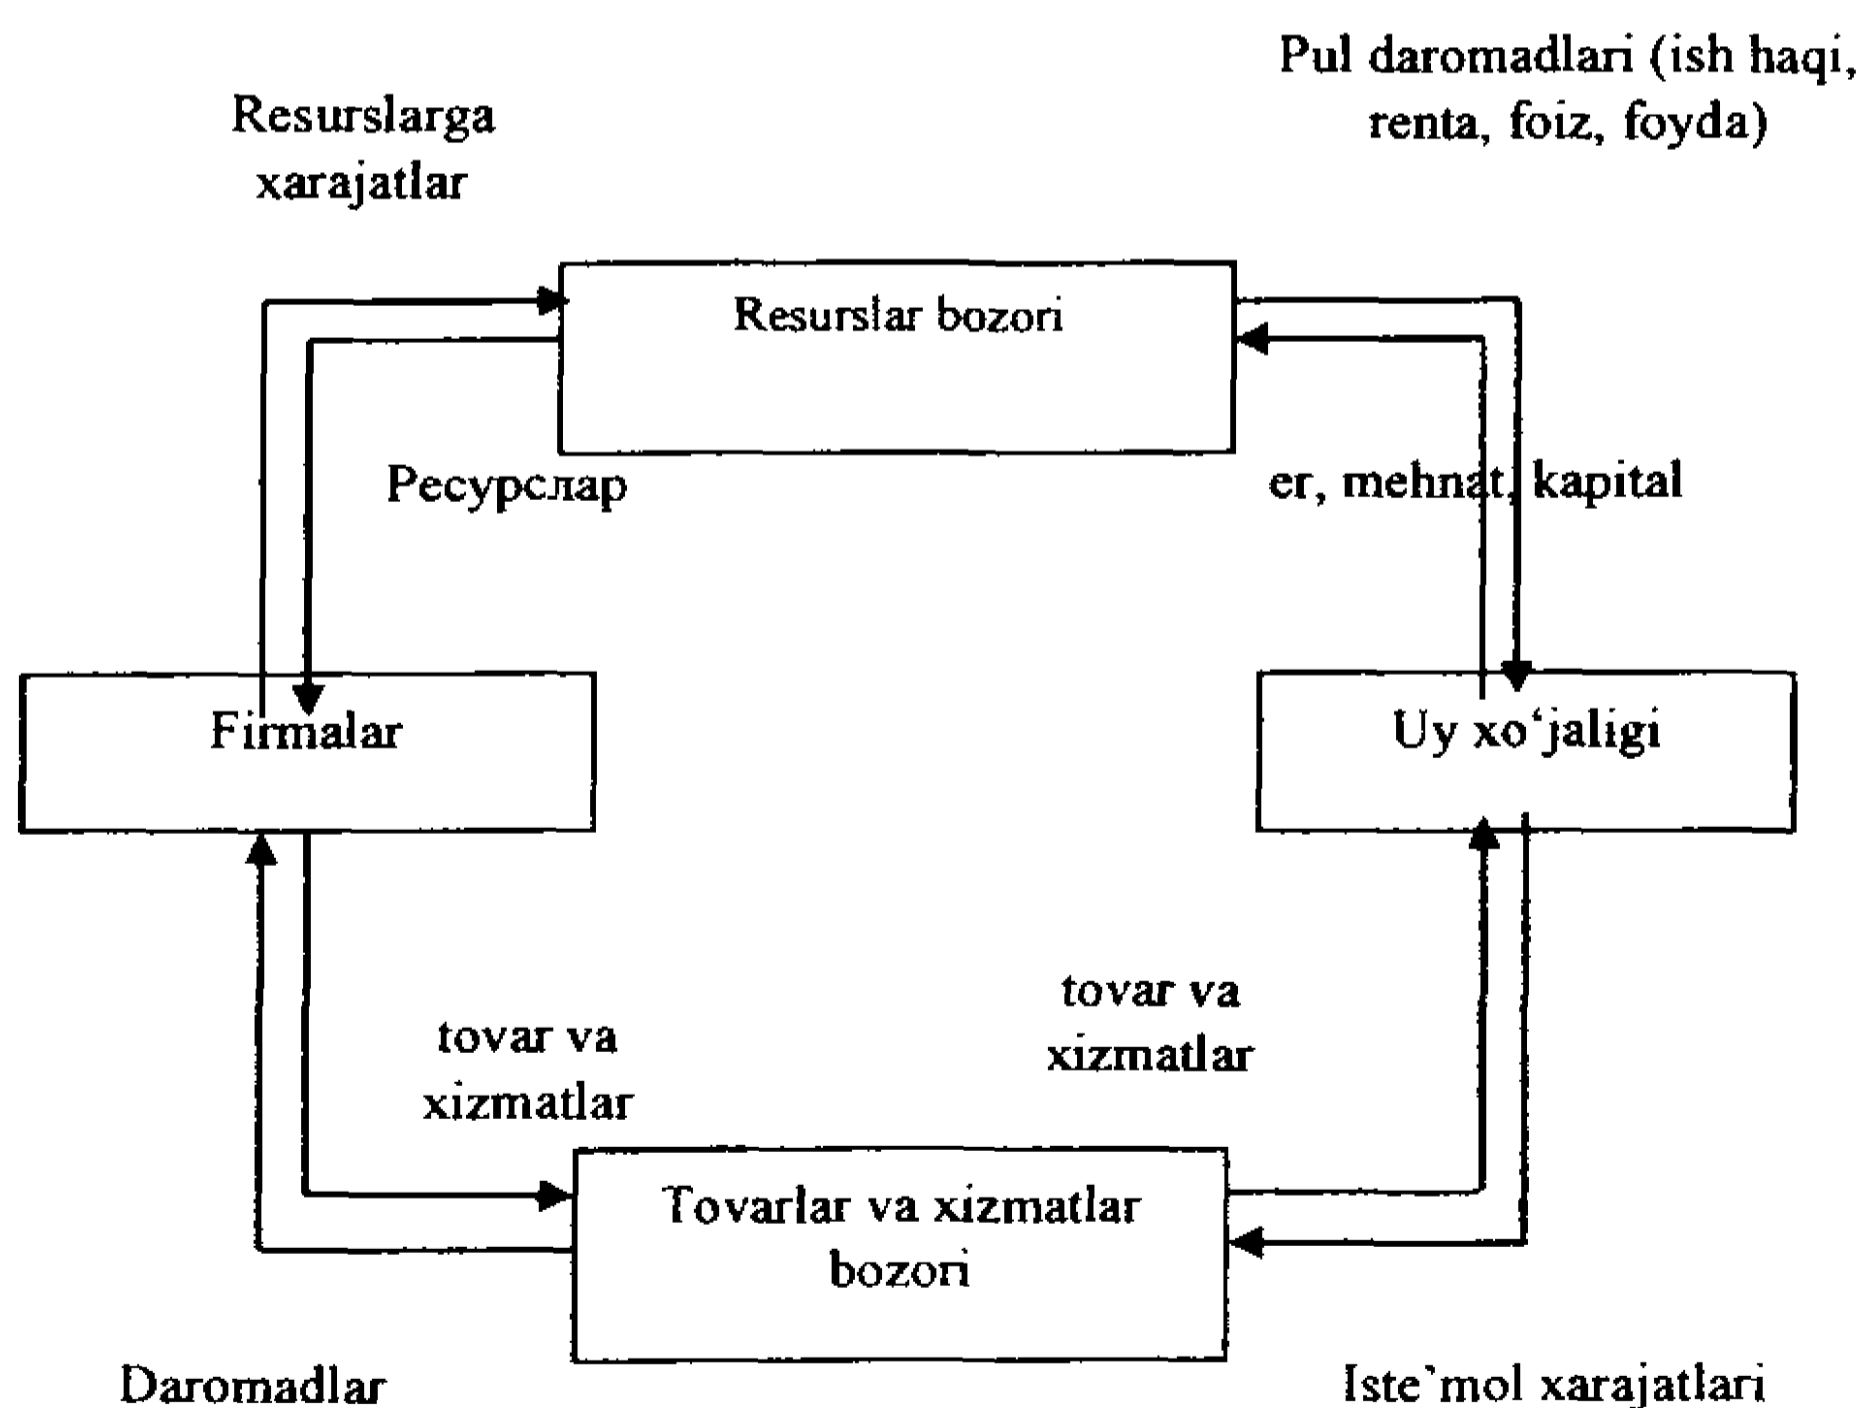 Pul daromadlari (ish haqi,
renta, foiz, foyda)
Resurslarga
xarajatlar
Resurslar bozori
Ресурслар
er, mehnat, kapital
Firmalar
Uy xo‘jaligi
tovar va
xizmatlar
tovar va
xizmatlar
Tovarlar va xizmatlar
bozori
Daromadlar
Iste`mol xarajatlari